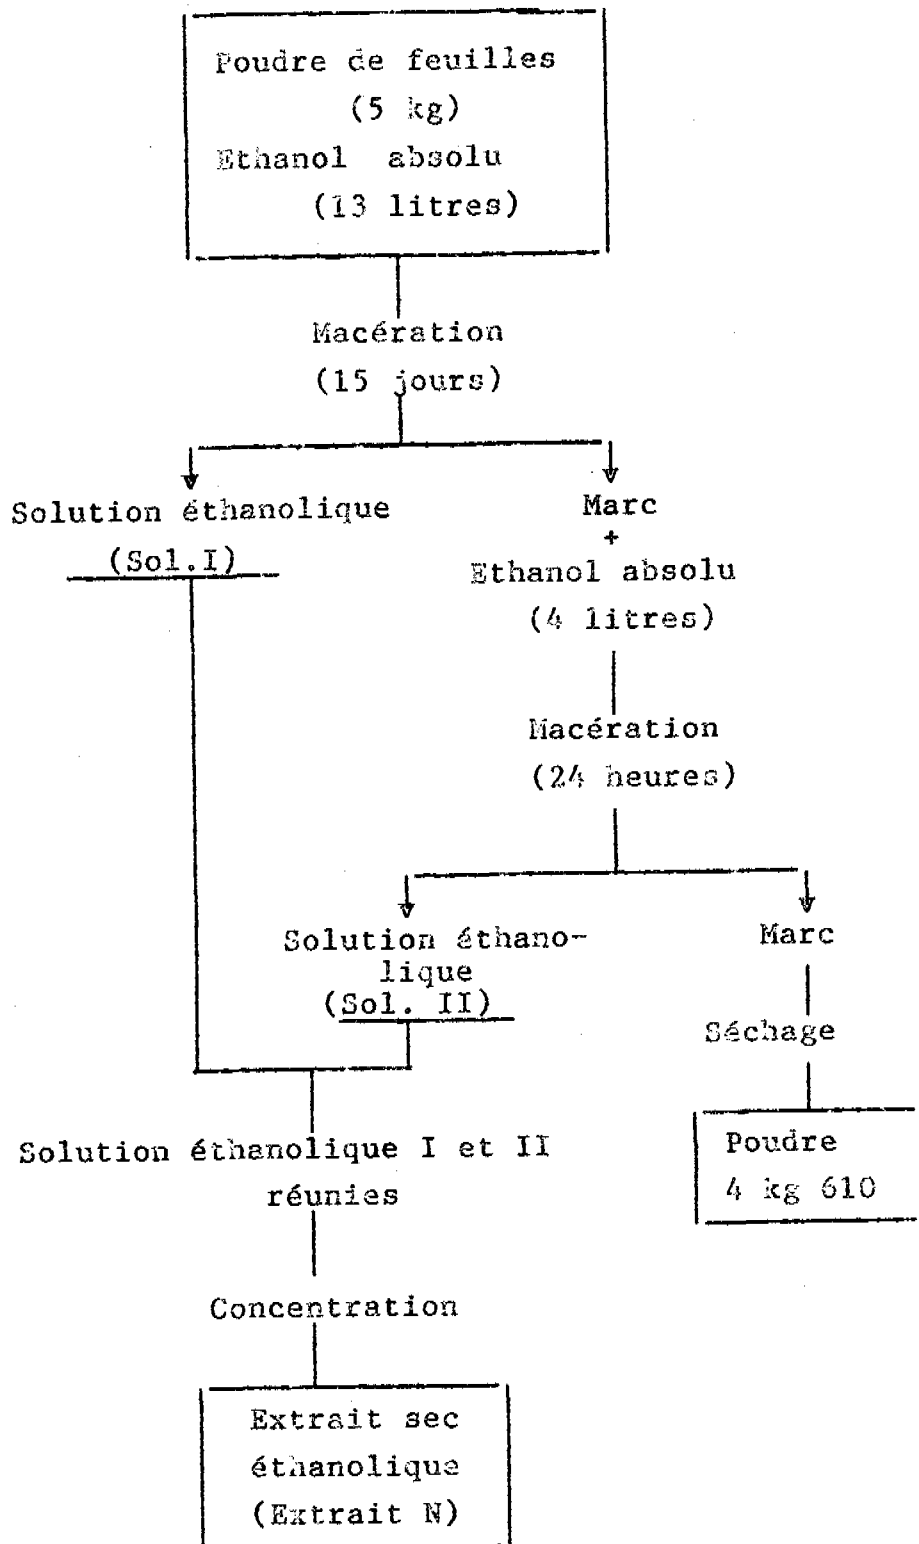 Poudre de feuilles
(5 kg)
Ethanol absolu
(13 litres)
Macération
(15 jours)
Solution éthanolique
(Sol.I)
Marc
+
Ethanol absolu
(4 litres)
Macération
(24 heures)
Solution éthano-
lique
(Sol. II)
Marc
Séchage
Poudre
4 kg 610
Solution éthanolique I et II
réunies
Concentration
Extrait sec
éthanolique
(Extrait N)